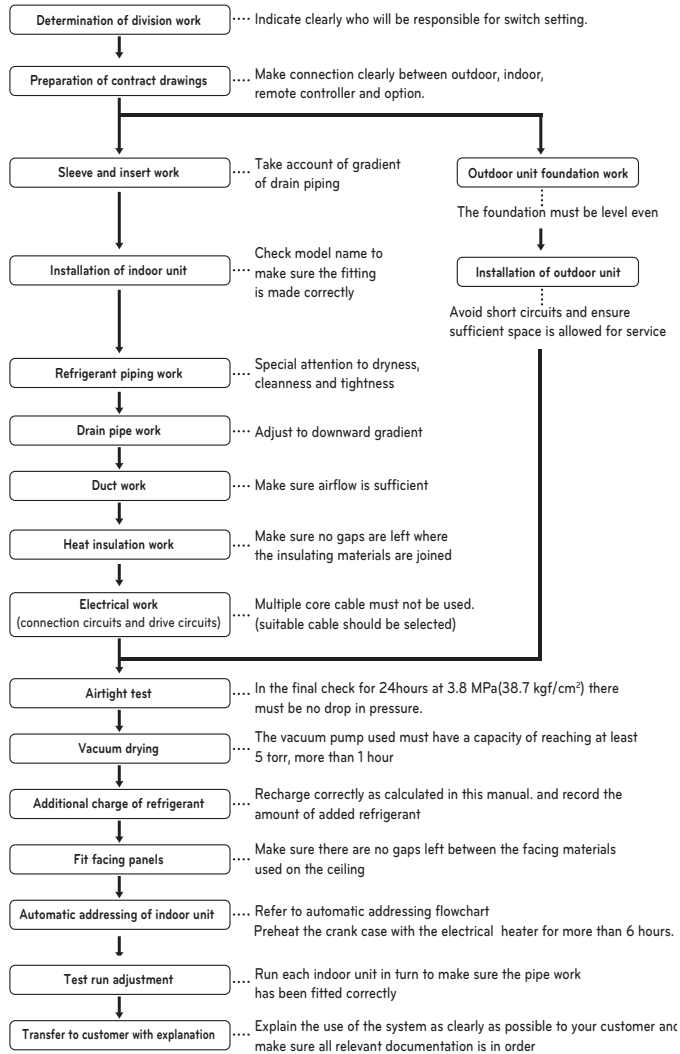 Determination of division work
Indicate clearly who will be responsible for switch setting.
Preparation of contract drawings
Make connection clearly between outdoor, indoor,
remote controller and option.
Sleeve and insert work
Take account of gradient
of drain piping
Outdoor unit foundation work
The foundation must be level even
Installation of indoor unit
Check model name to
make sure the fitting
is made correctly
Installation of outdoor unit
Avoid short circuits and ensure
sufficient space is allowed for service
Refrigerant piping work
Special attention to dryness,
cleanness and tightness
Drain pipe work
Adjust to downward gradient
Duct work
Make sure airflow is sufficient
Heat insulation work
Make sure no gaps are left where
the insulating materials are joined
Electrical work
(connection circuits and drive circuits)
Multiple core cable must not be used.
(suitable cable should be selected)
Airtight test
In the final check for 24hours at 3.8 MPa(38.7 kgf/cm²) there
must be no drop in pressure.
Vacuum drying
The vacuum pump used must have a capacity of reaching at least
5 torr, more than 1 hour
Additional charge of refrigerant
Recharge correctly as calculated in this manual. and record the
amount of added refrigerant
Fit facing panels
Make sure there are no gaps left between the facing materials
used on the ceiling
Automatic addressing of indoor unit
Refer to automatic addressing flowchart
Preheat the crank case with the electrical heater for more than 6 hours.
Test run adjustment
Run each indoor unit in turn to make sure the pipe work
has been fitted correctly
Transfer to customer with explanation
Explain the use of the system as clearly as possible to your customer and
make sure all relevant documentation is in order